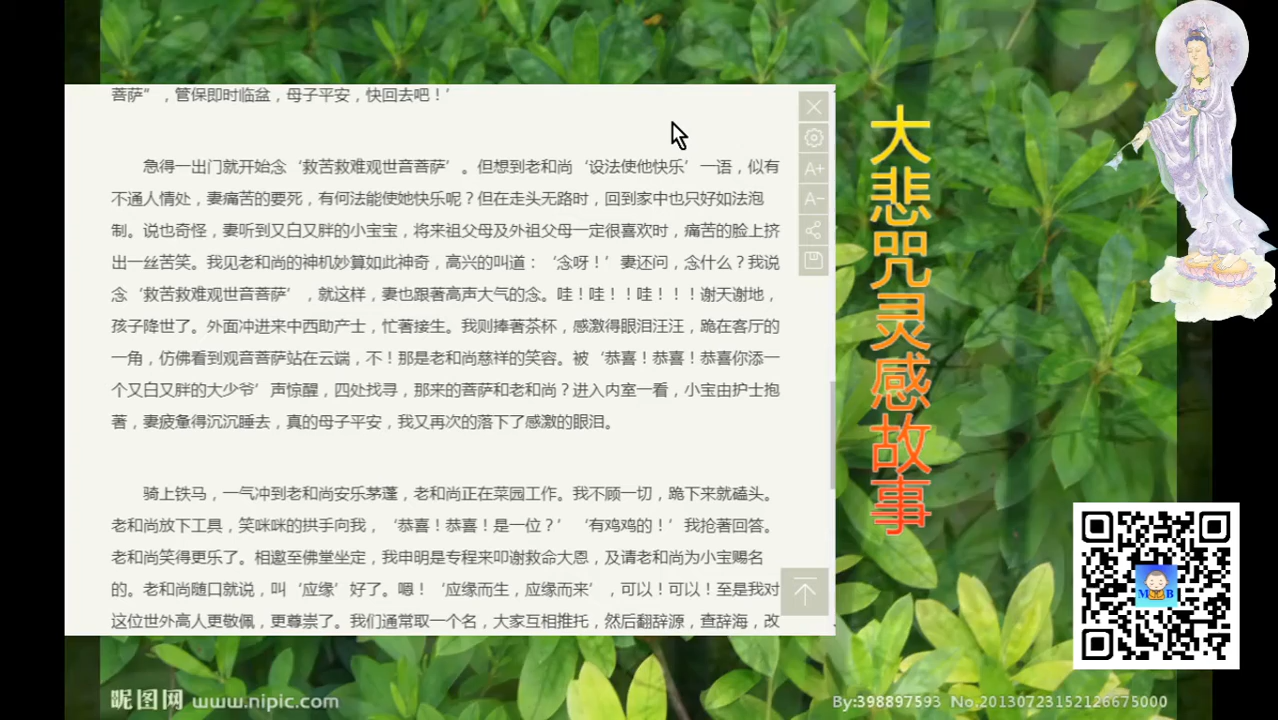 菩萨”，管保即时临盆，母子平安，快回去吧！’
急得一出门就开始念‘救苦救难观世音菩萨’。但想到老和尚‘设法使他快乐’一语，似有
不通人情处，妻痛苦的要死，有何法能使她快乐呢？但在走头无路时，回到家中也只好如法泡
制。说也奇怪，妻听到又白又胖的小宝宝，将来祖父母及外祖父母一定很喜欢时，痛苦的脸上挤
出一丝苦笑。我见老和尚的神机妙算如此神奇，高兴的叫道：‘念呀！’妻还问，念什么？我说
念‘救苦救难观世音菩萨’，就这样，妻也跟著高声大气的念。哇！哇！！哇！！！谢天谢地，
孩子降世了。外面冲进来中西助产士，忙著接生。我则捧著茶杯，感激得眼泪汪汪，跪在客厅的
一角，仿佛看到观音菩萨站在云端，不！那是老和尚慈祥的笑容。被‘恭喜！恭喜！恭喜你添一
个又白又胖的大少爷’声惊醒，四处找寻，那来的菩萨和老和尚？进入内室一看，小宝由护士抱
著，妻疲惫得沉沉睡去，真的母子平安，我又再次的落下了感激的眼泪。
骑上铁马，一气冲到老和尚安乐茅蓬，老和尚正在菜园工作。我不顾一切，跪下来就磕头。
老和尚放下工具，笑咪咪的拱手向我，‘恭喜！恭喜！是一位？’‘有鸡鸡的！’我抢著回答。
老和尚笑得更乐了。相邀至佛堂坐定，我申明是专程来叩谢救命大恩，及请老和尚为小宝赐名
的。老和尚随口就说，叫‘应缘’好了。嗯！‘应缘而生，应缘而来’，可以！可以！至是我对
这位世外高人更敬佩，更尊崇了。我们通常取一个名，大家互相推托，然后翻辞源，查辞海，改
A+
A-
大悲咒灵感故事
M B
昵图网 www.nipic.com
By:398897593 No.20130723152126675000